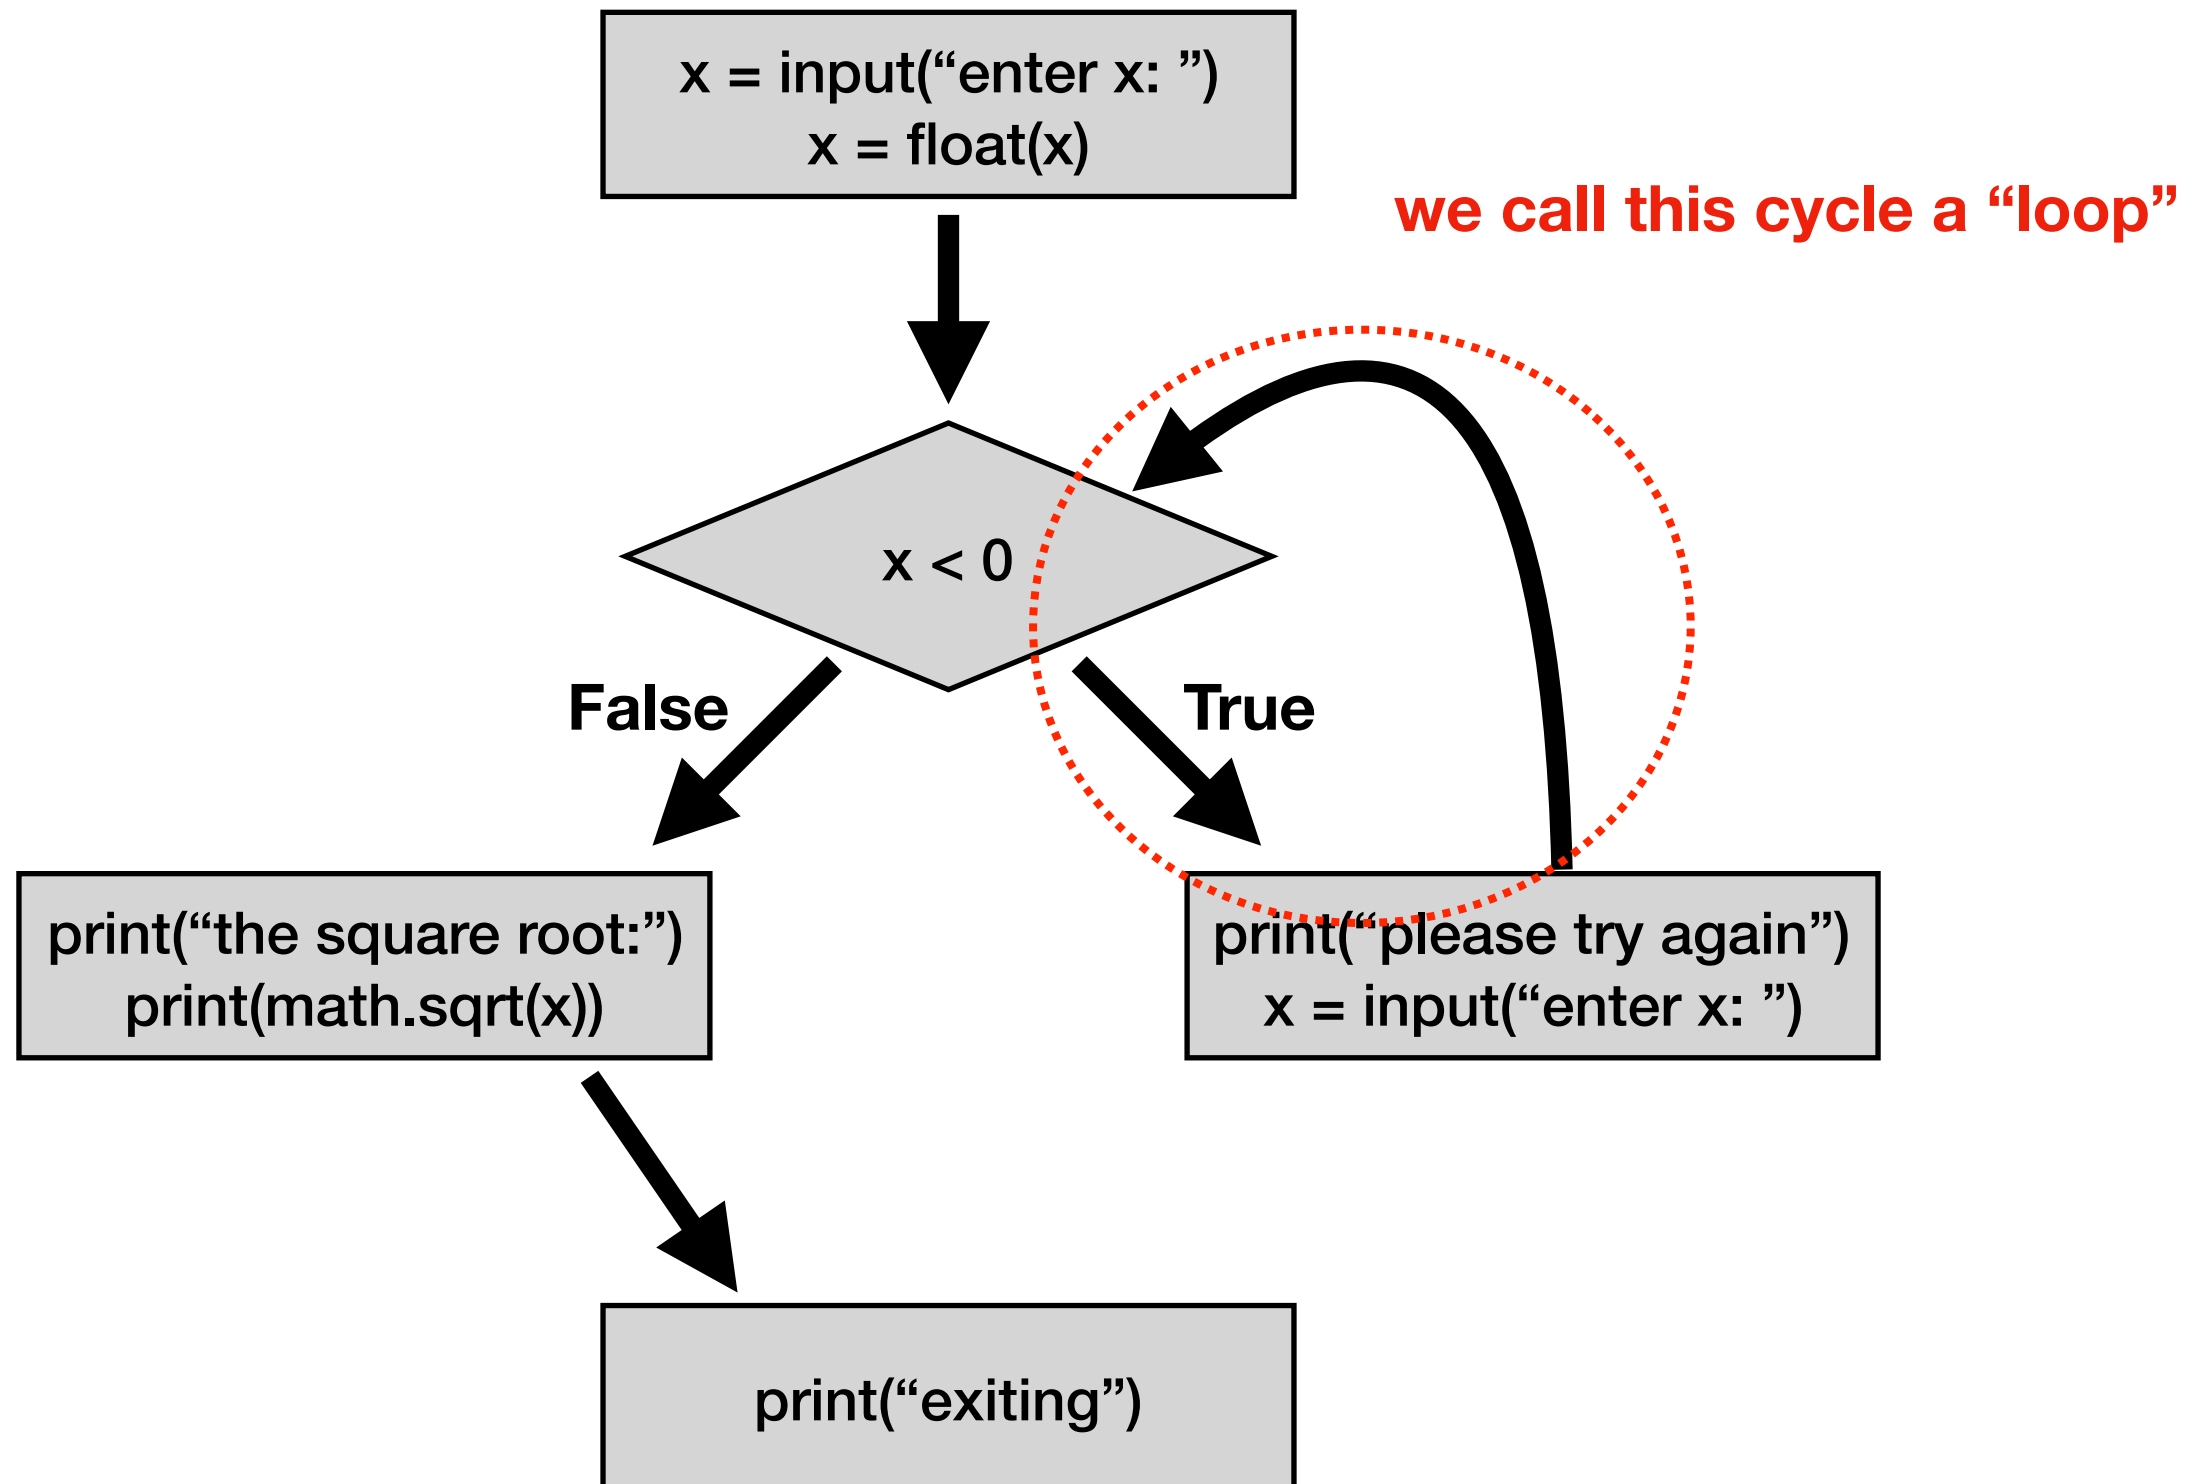 x = input(“enter x: ”)
x = float(x)
we call this cycle a “loop”
x < 0
False
True
print(“the square root:”)
print(math.sqrt(x))
print(“please try again”)
x = input(“enter x: ”)
print(“exiting”)